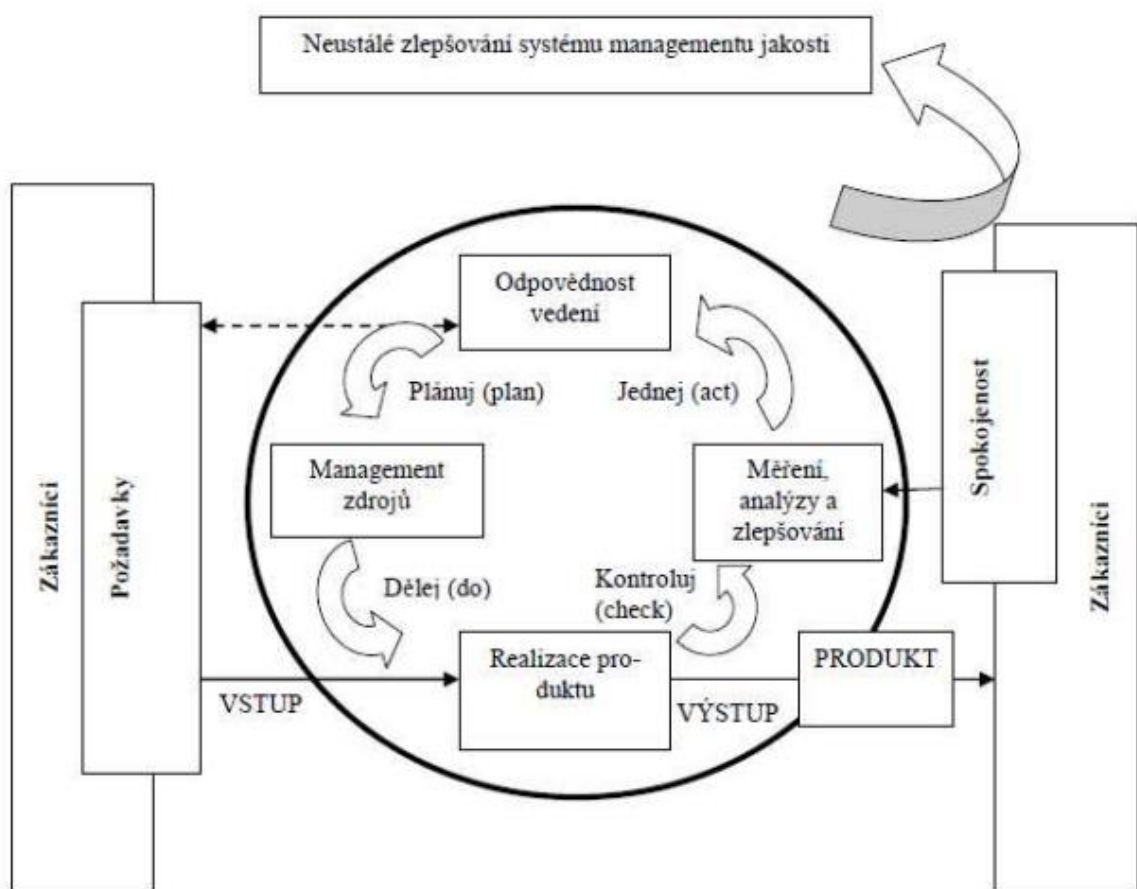 Neustálé zlepšování systému managementu jakosti
Odpovědnost
vedení
Plánuj (plan)
Jednej (act)
Zákazníci
Požadavky
Management
zdrojů
Měření,
analýzy a
zlepšování
Spokojenost
Zákazníci
Dělej (do)
Kontroluj
(check)
Realizace pro-
duktu
PRODUKT
VSTUP
VÝSTUP